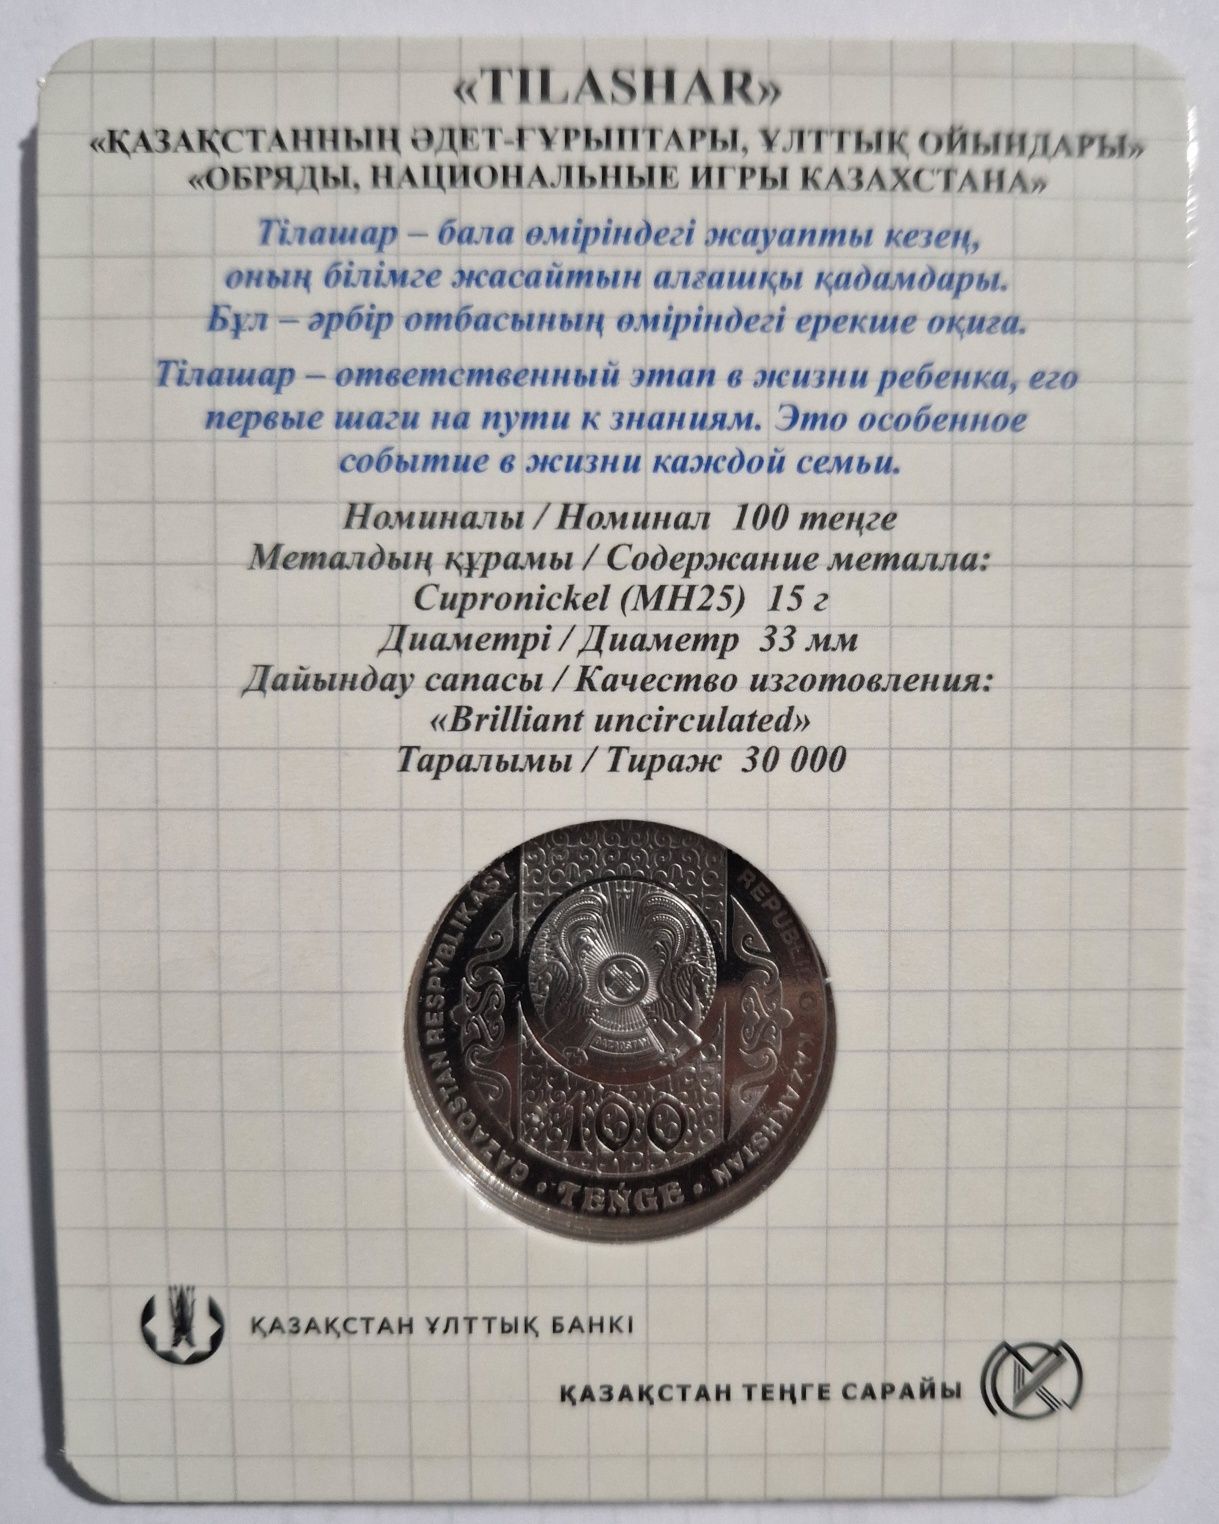 «TILASHAR»
«ҚАЗАҚСТАННЫҢ ӘДЕТ-ҒҰРЫПТАРЫ, ҰЛТТЫҚ ОЙЫНДАРЫ»
«ОБРЯДЫ, НАЦИОНАЛЬНЫЕ ИГРЫ КАЗАХСТАНА»
Тілашар – бала өміріндегі жауапты кезең,
оның білімге жасайтын алғашқы қадамдары.
Бұл – әрбір отбасының өміріндегі ерекше оқиға.
Тілашар – ответственный этап в жизни ребенка, его
первые шаги на пути к знаниям. Это особенное
событие в жизни каждой семьи.
Номиналы / Номинал 100 теңге
Металдың құрамы / Содержание металла:
Cupronickel (МН25) 15 г
Диаметрі / Диаметр 33 мм
Дайындау сапасы / Качество изготовления:
«Brilliant uncirculated»
Таралымы / Тираж 30 000
QAZAQSTAN RESPÝBLIKASY
REPUBLIC OF KAZAKHSTAN
QAZAQSTAN
100
• TEŃGE •
ҚАЗАҚСТАН ҰЛТТЫҚ БАНКІ
ҚАЗАҚСТАН ТЕҢГЕ САРАЙЫ